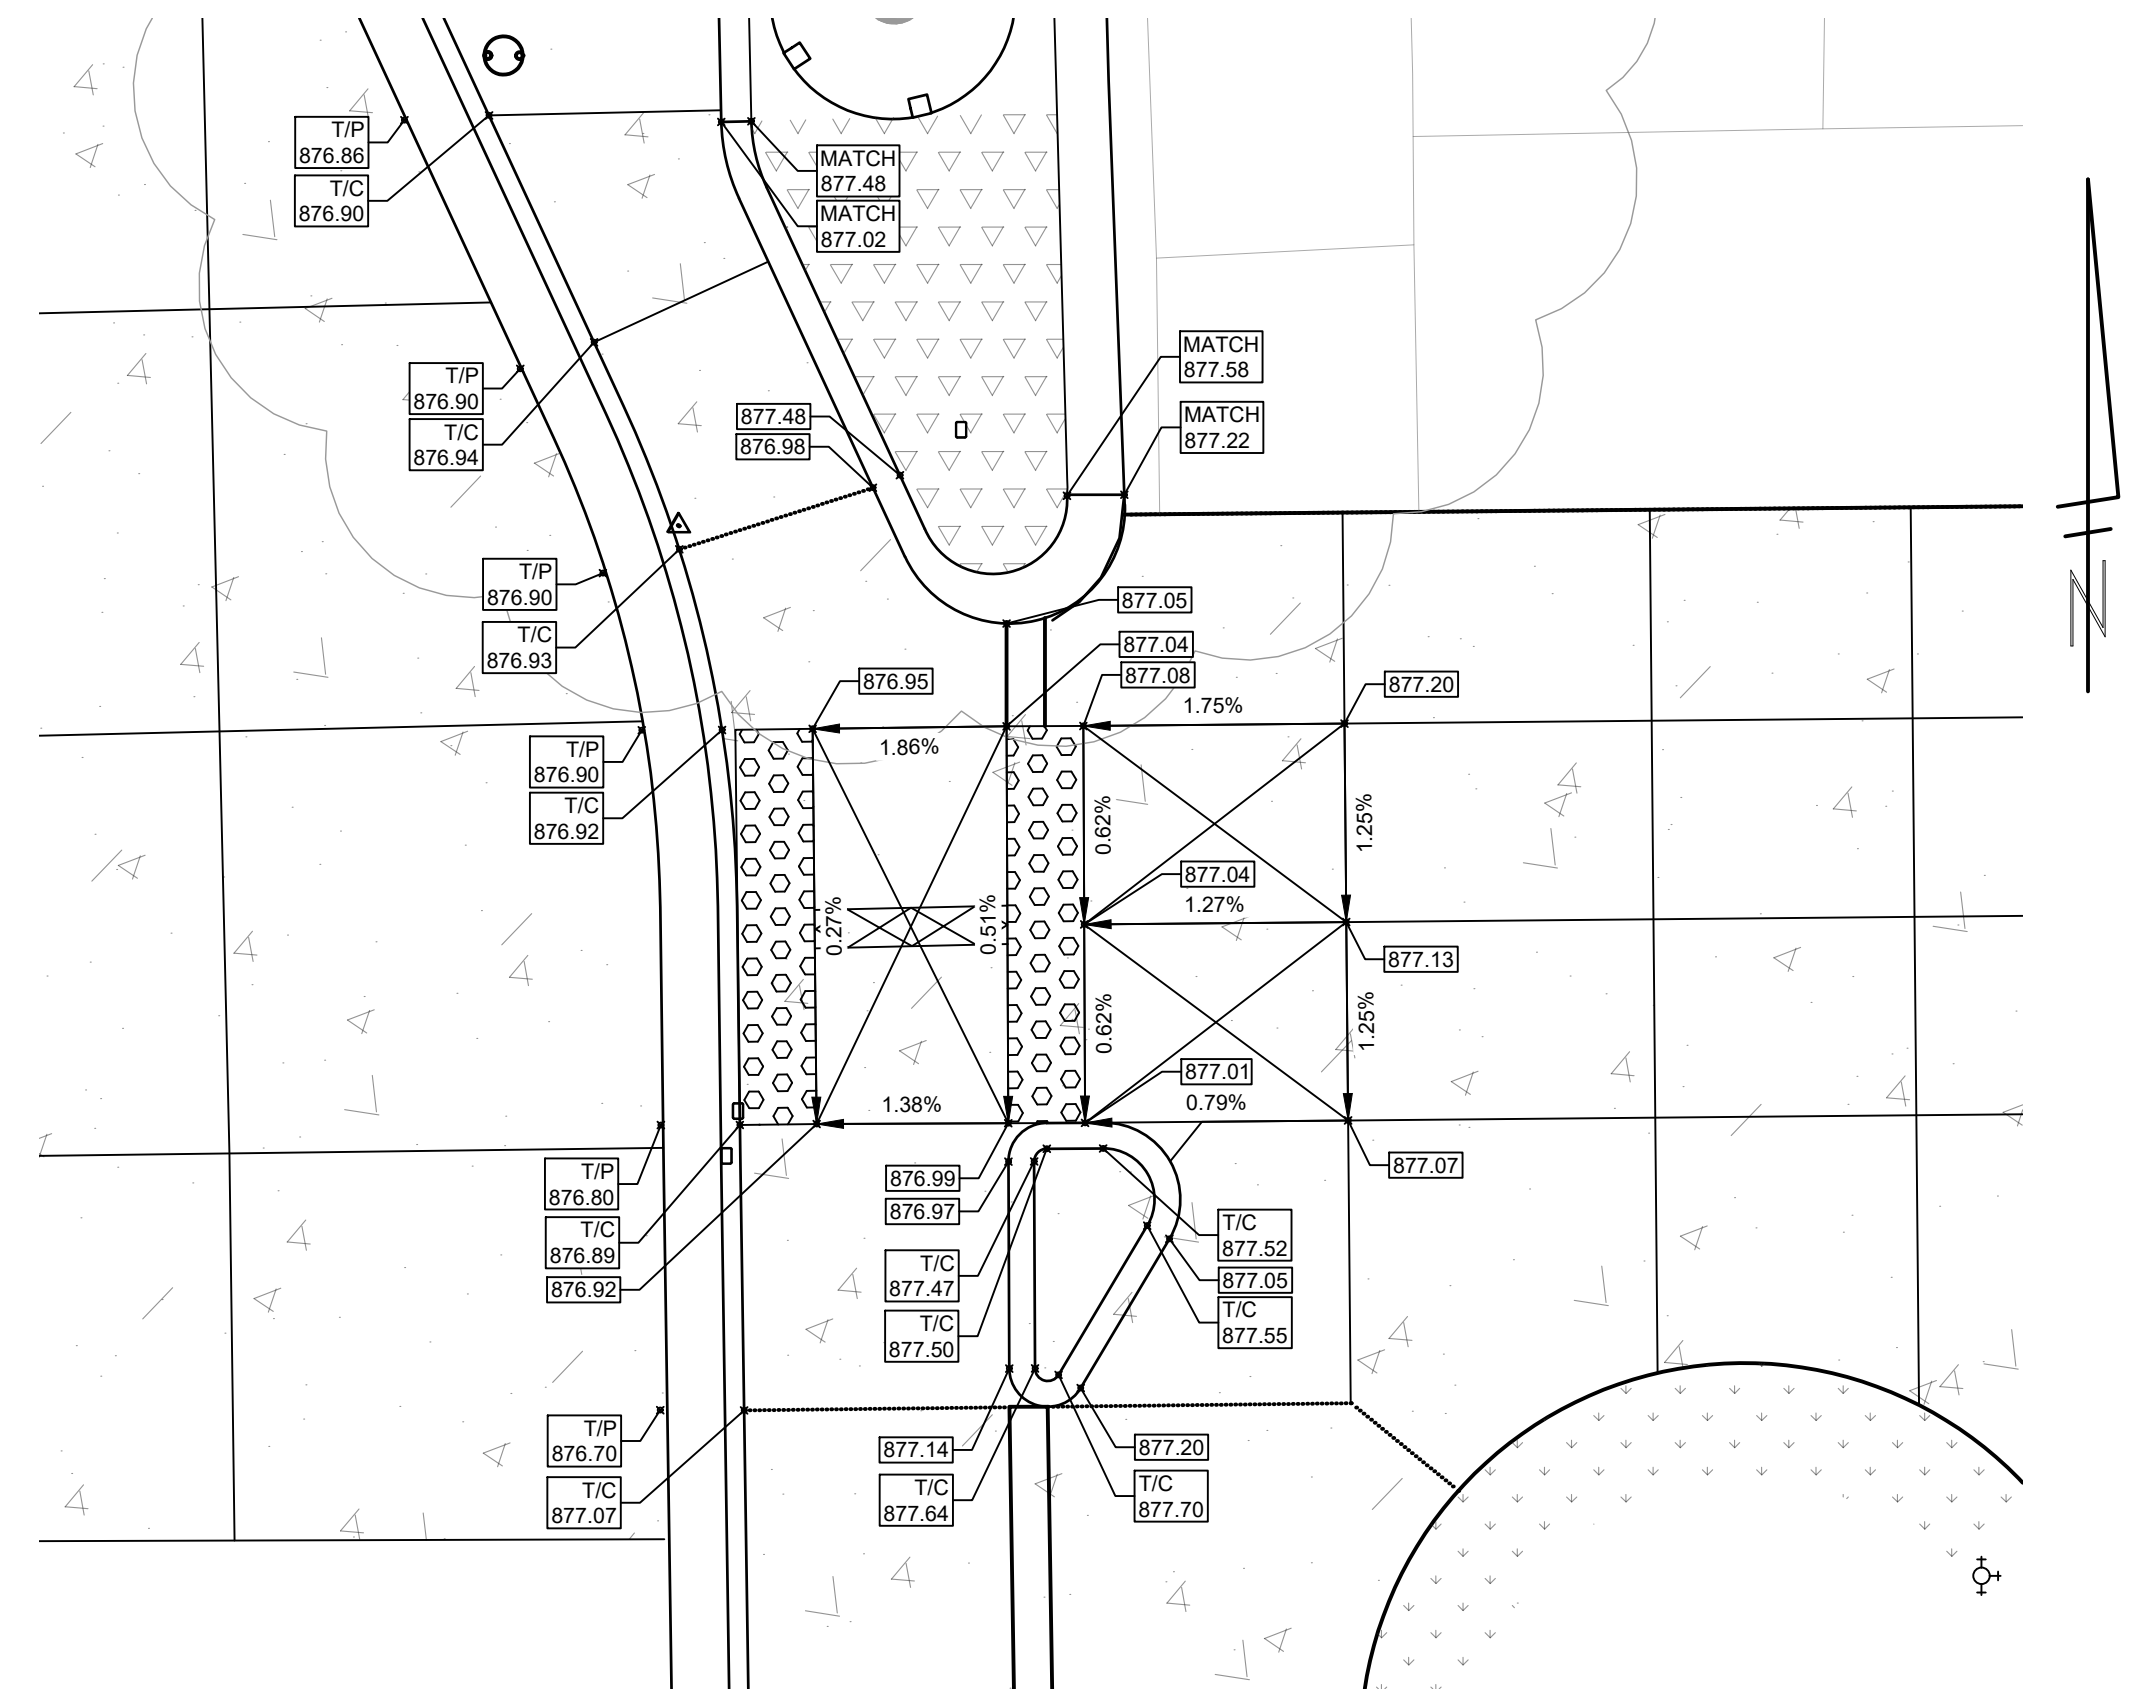 T/P
876.86
T/C
876.90
MATCH
877.48
MATCH
877.02
MATCH
877.58
MATCH
877.22
T/P
876.90
T/C
876.94
877.48
876.98
T/P
876.90
T/C
876.93
877.05
877.04
877.08
876.95
877.20
1.75%
1.86%
T/P
876.90
T/C
876.92
0.62%
1.25%
877.04
1.27%
0.27%
0.51%
877.13
0.62%
1.25%
877.01
0.79%
1.38%
T/P
876.80
T/C
876.89
876.92
876.99
876.97
T/C
877.47
T/C
877.50
877.07
T/C
877.52
877.05
T/C
877.55
T/P
876.70
T/C
877.07
877.14
T/C
877.64
877.20
T/C
877.70
N